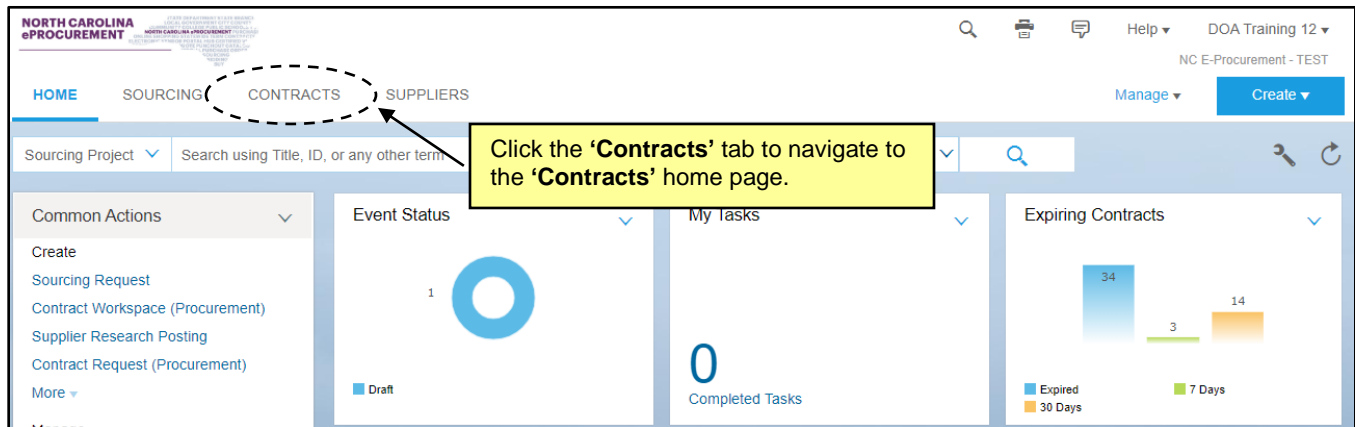 NORTH CAROLINA
ePROCUREMENT
Help ▾
DOA Training 12 ▾
NC E-Procurement - TEST
HOME
SOURCING
CONTRACTS
SUPPLIERS
Manage ▾
Create ▾
Click the 'Contracts' tab to navigate to
the 'Contracts' home page.
Sourcing Project
Search using Title, ID, or any other term
Common Actions
Create
Sourcing Request
Contract Workspace (Procurement)
Supplier Research Posting
Contract Request (Procurement)
More ▾
Event Status
1
Draft
My Tasks
0
Completed Tasks
Expiring Contracts
34
3
14
Expired
7 Days
30 Days